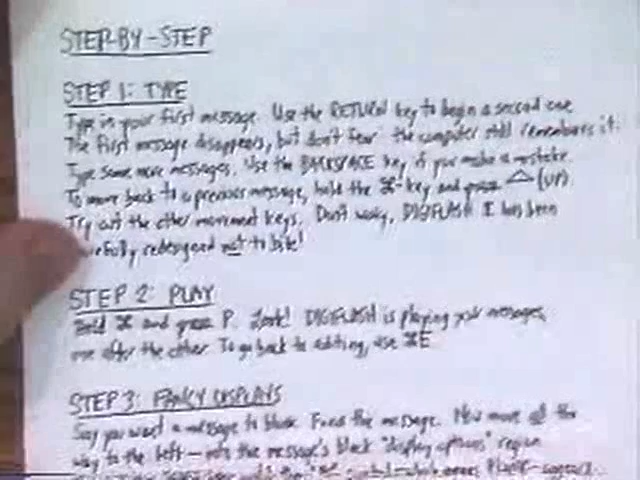 STEP-BY-STEP
STEP 1: TYPE
Type in your first message. Use the RETURN key to begin a second one.
The first message disappears, but don't fear the computer still remembers it.
Type some more messages. Use the BACKSPACE key if you make a mistake.
To move back to a previous message, hold the ⌘-key and press △ (UP).
Try out the other movement keys. Don't worry, DIGIFLASH I has been
carefully redesigned not to bite!
STEP 2: PLAY
Hold ⌘ and press P. Look! DIGIFLASH is playing your messages,
one after the other. To go back to editing, use ⌘E.
STEP 3: FANCY DISPLAYS
Say you want a message to blink. Find the message. Now move all the
way to the left — into the message's black "display options" region